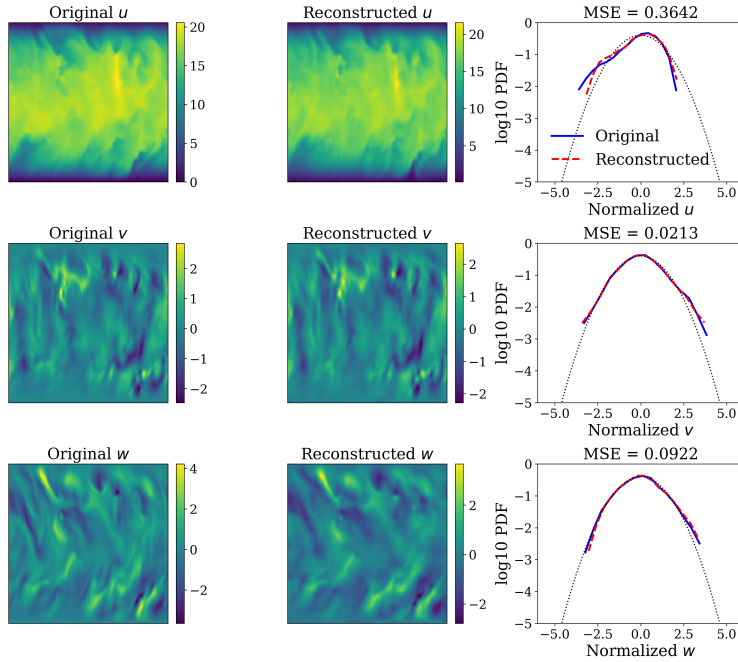 Original u
Reconstructed u
MSE = 0.3642
20
15
10
5
0
20
15
10
5
log10 PDF
0
−1
−2
−3
−4
−5
Original
Reconstructed
−5.0 −2.5 0.0 2.5 5.0
Normalized u
Original v
Reconstructed v
MSE = 0.0213
2
1
0
−1
−2
2
1
0
−1
−2
log10 PDF
0
−1
−2
−3
−4
−5
−5.0 −2.5 0.0 2.5 5.0
Normalized v
Original w
Reconstructed w
MSE = 0.0922
4
2
0
−2
2
0
−2
log10 PDF
0
−1
−2
−3
−4
−5
−5.0 −2.5 0.0 2.5 5.0
Normalized w